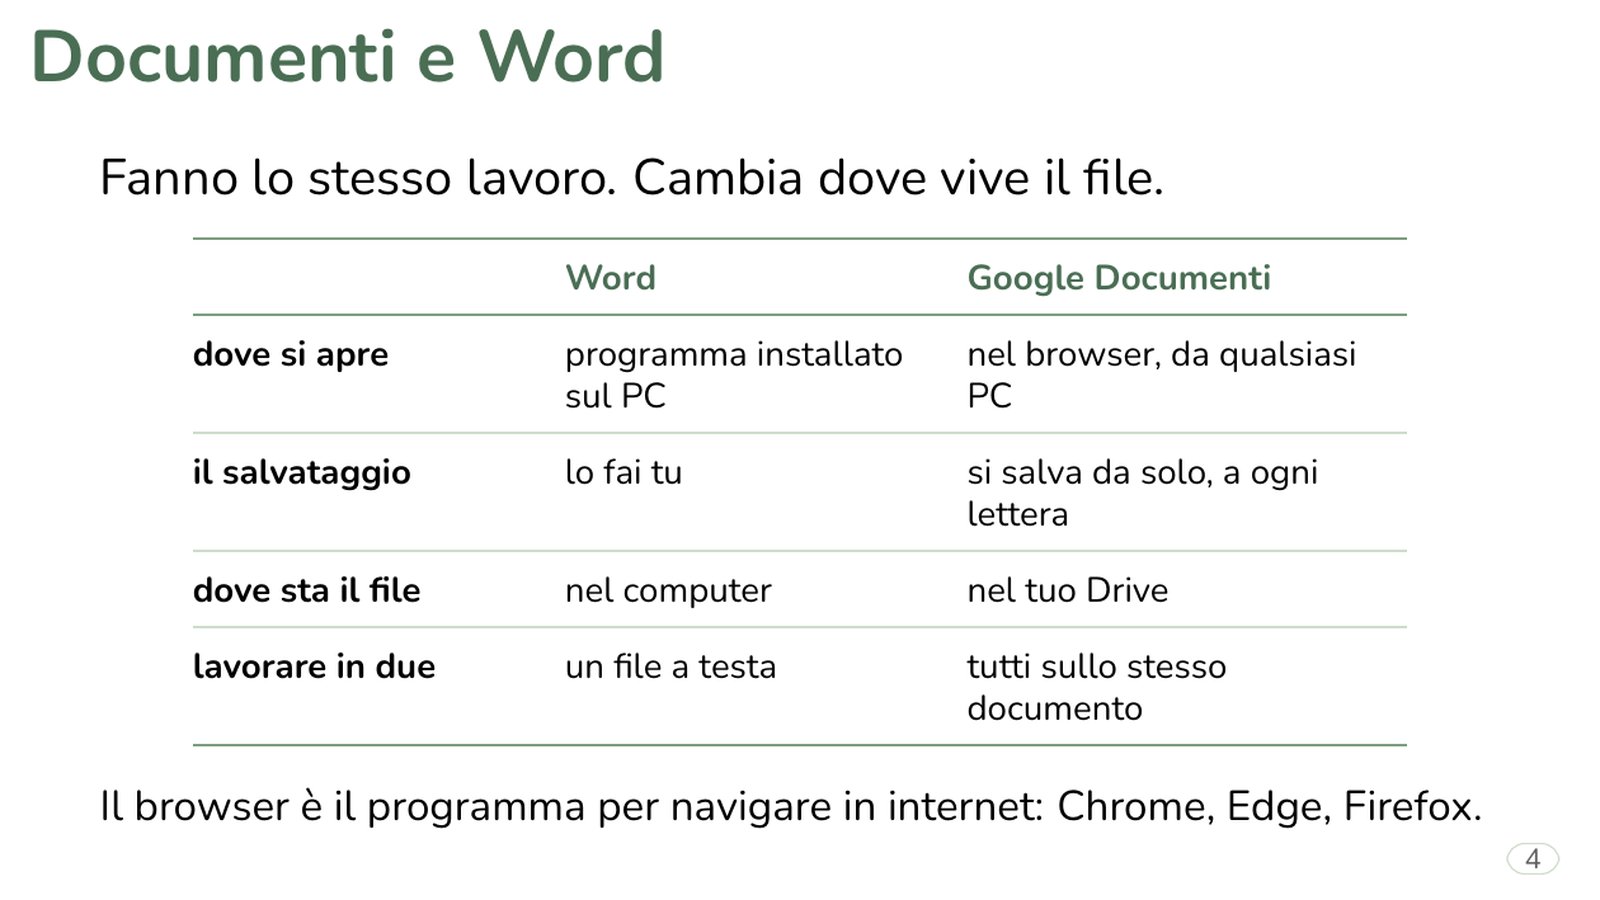 Documenti e Word
Fanno lo stesso lavoro. Cambia dove vive il file.
Word Google Documenti
dove si apre programma installato nel browser, da qualsiasi
sul PC PC
il salvataggio lo fai tu si salva da solo, a ogni
lettera
dove sta il file nel computer nel tuo Drive
lavorare in due un file a testa tutti sullo stesso
documento
Il browser è il programma per navigare in internet: Chrome, Edge, Firefox.
4